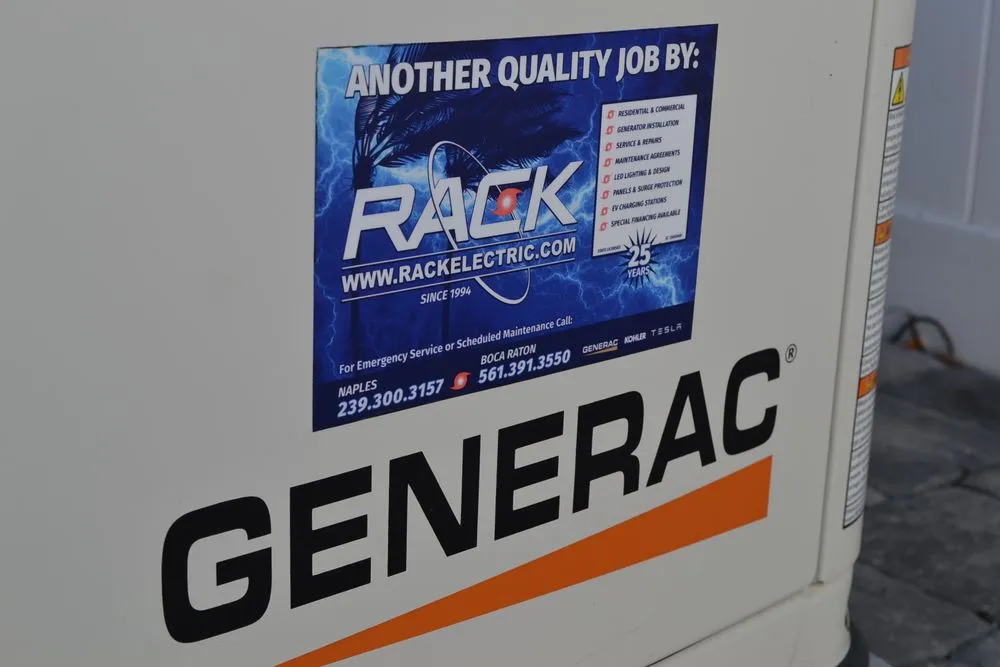 ANOTHER QUALITY JOB BY:
RESIDENTIAL & COMMERCIAL
GENERATOR INSTALLATION
SERVICE & REPAIRS
MAINTENANCE AGREEMENTS
LED LIGHTING & DESIGN
PANELS & SURGE PROTECTION
EV CHARGING STATIONS
SPECIAL FINANCING AVAILABLE
25
YEARS
RACK
WWW.RACKELECTRIC.COM
SINCE 1994
For Emergency Service or Scheduled Maintenance Call:
NAPLES
239.300.3157
BOCA RATON
561.391.3550
GENERAC KOHLER TESLA
GENERAC®